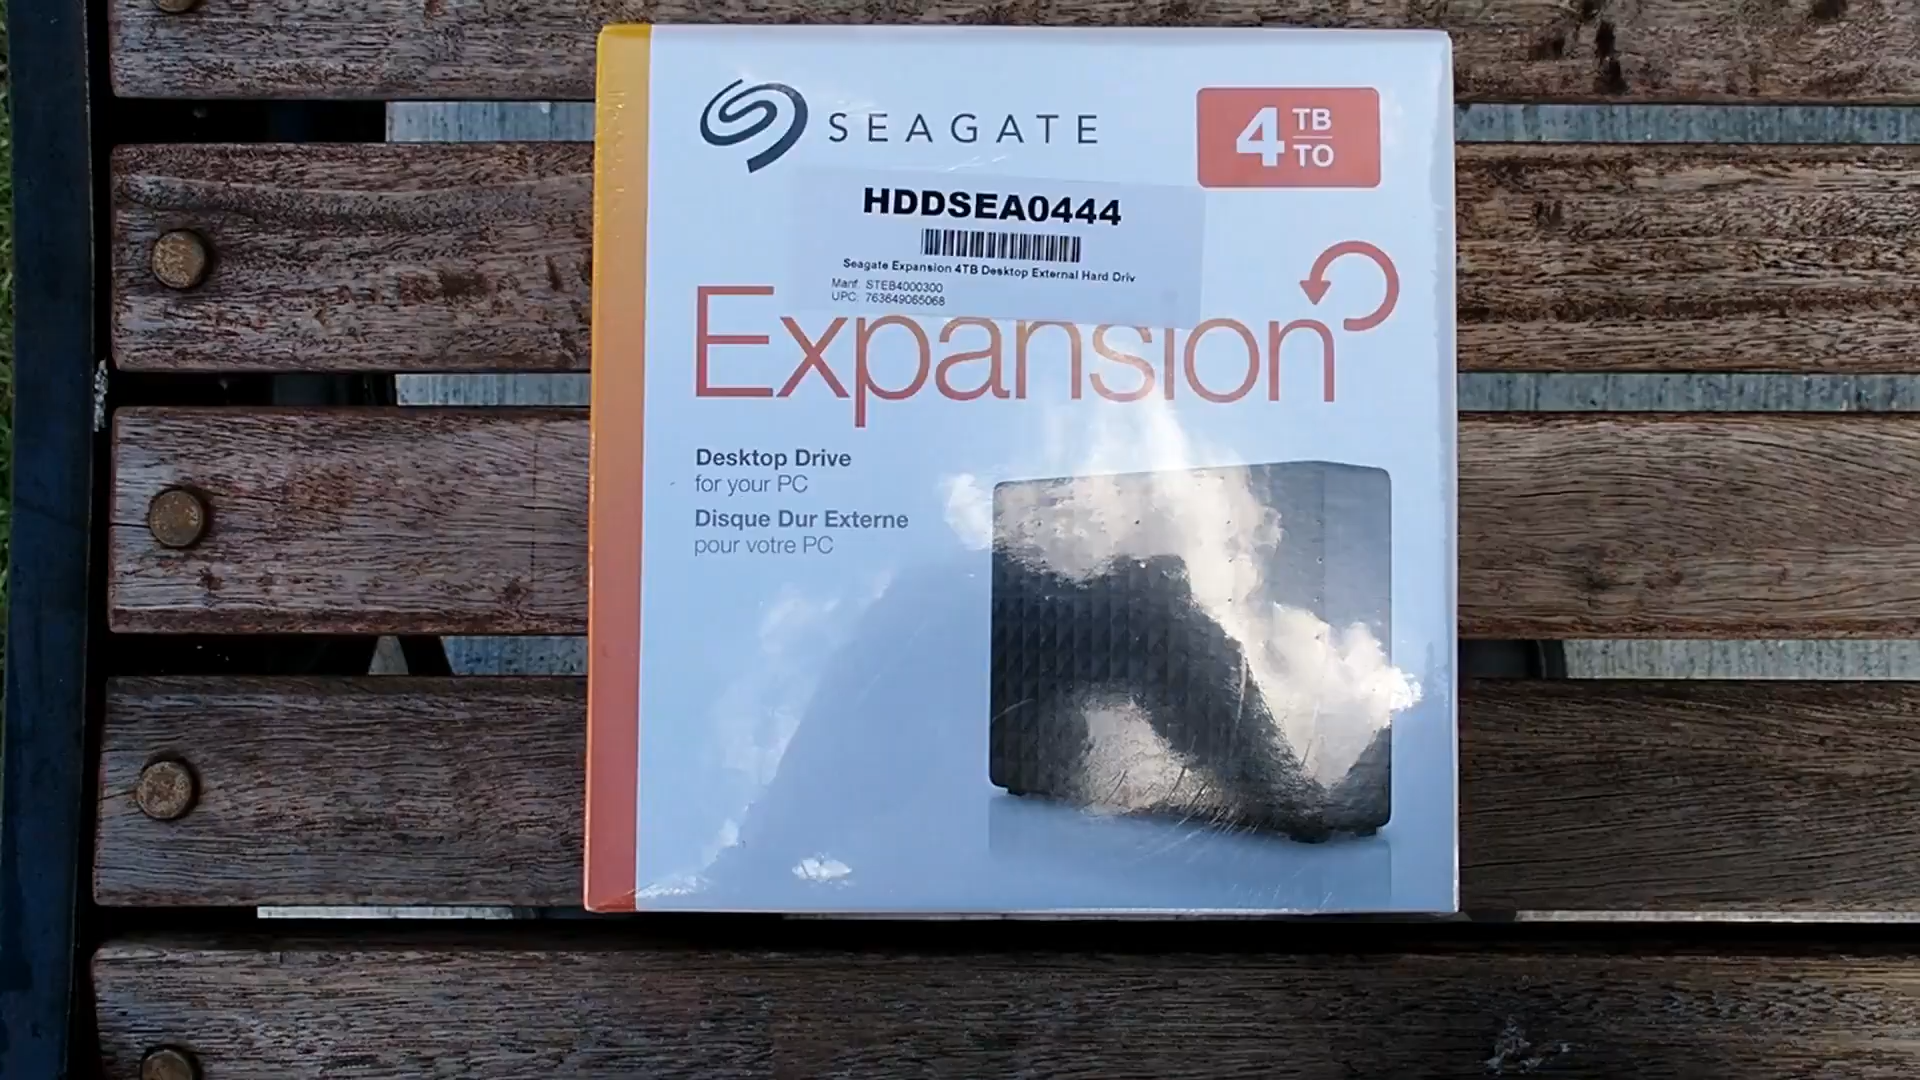 SEAGATE
4 TB
TO
HDDSEA0444
Seagate Expansion 4TB Desktop External Hard Driv
Manf: STEB4000300
UPC: 763649065068
Expansion
Desktop Drive
for your PC
Disque Dur Externe
pour votre PC